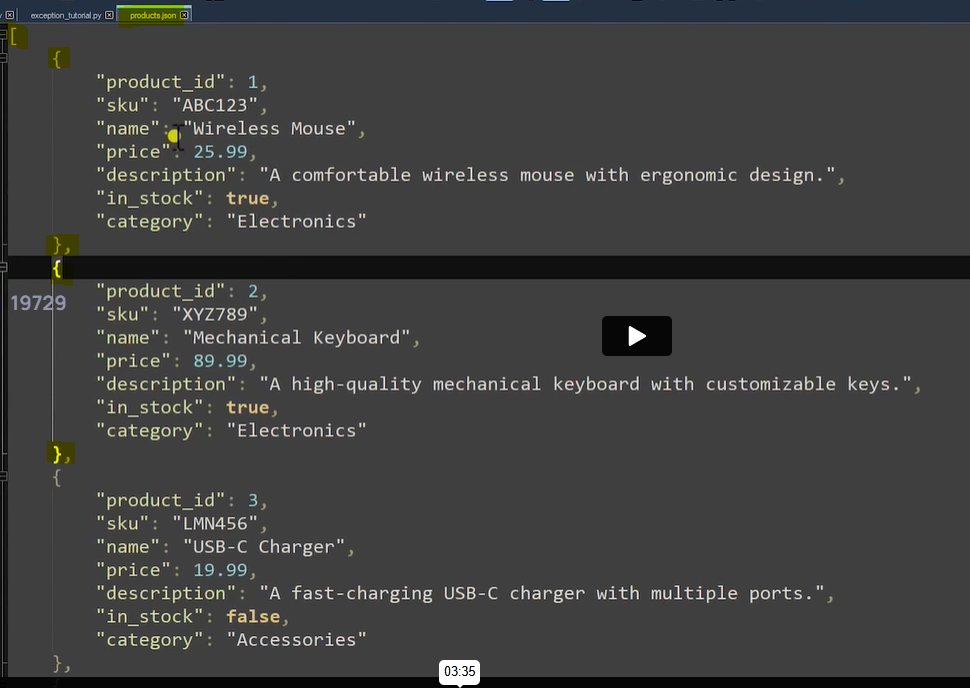 exception_tutorial.py products.json
[
{
"product_id": 1,
"sku": "ABC123",
"name": "Wireless Mouse",
"price": 25.99,
"description": "A comfortable wireless mouse with ergonomic design.",
"in_stock": true,
"category": "Electronics"
},
{
"product_id": 2,
19729
"sku": "XYZ789",
"name": "Mechanical Keyboard",
"price": 89.99,
"description": "A high-quality mechanical keyboard with customizable keys.",
"in_stock": true,
"category": "Electronics"
},
{
"product_id": 3,
"sku": "LMN456",
"name": "USB-C Charger",
"price": 19.99,
"description": "A fast-charging USB-C charger with multiple ports.",
"in_stock": false,
"category": "Accessories"
},
03:35